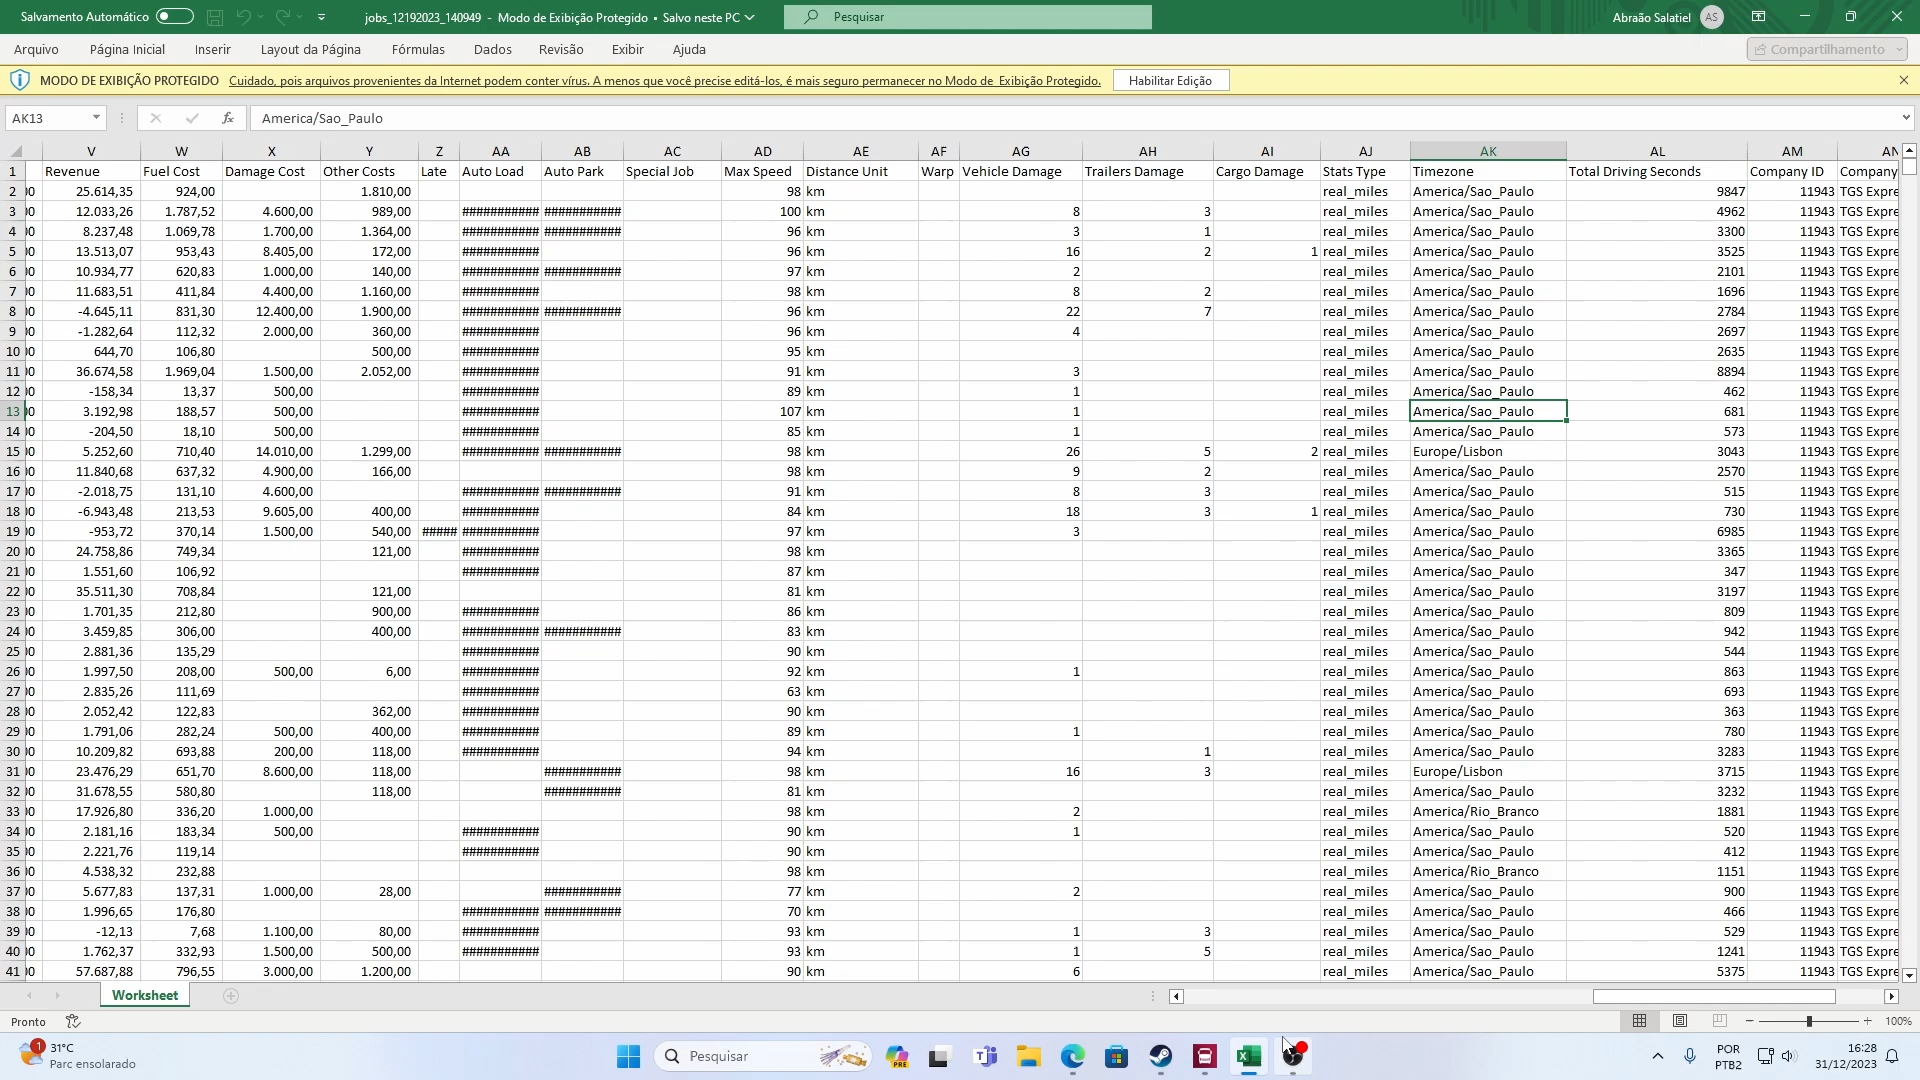 Salvamento Automático jobs_12192023_140949 - Modo de Exibição Protegido • Salvo neste PC Pesquisar Abraão Salatiel AS
Arquivo Página Inicial Inserir Layout da Página Fórmulas Dados Revisão Exibir Ajuda Compartilhamento
MODO DE EXIBIÇÃO PROTEGIDO Cuidado, pois arquivos provenientes da Internet podem conter vírus. A menos que você precise editá-los, é mais seguro permanecer no Modo de Exibição Protegido. Habilitar Edição
AK13 fx America/Sao_Paulo
V W X Y Z AA AB AC AD AE AF AG AH AI AJ AK AL AM AN
1 Revenue Fuel Cost Damage Cost Other Costs Late Auto Load Auto Park Special Job Max Speed Distance Unit Warp Vehicle Damage Trailers Damage Cargo Damage Stats Type Timezone Total Driving Seconds Company ID Company
2 00 25.614,35 924,00 1.810,00 98 km real_miles America/Sao_Paulo 9847 11943 TGS Expre
3 00 12.033,26 1.787,52 4.600,00 989,00 ########### ########### 100 km 8 3 real_miles America/Sao_Paulo 4962 11943 TGS Expre
4 00 8.237,48 1.069,78 1.700,00 1.364,00 ########### ########### 96 km 3 1 real_miles America/Sao_Paulo 3300 11943 TGS Expre
5 00 13.513,07 953,43 8.405,00 172,00 ########### 96 km 16 2 1 real_miles America/Sao_Paulo 3525 11943 TGS Expre
6 00 10.934,77 620,83 1.000,00 140,00 ########### ########### 97 km 2 real_miles America/Sao_Paulo 2101 11943 TGS Expre
7 00 11.683,51 411,84 4.400,00 1.160,00 ########### 98 km 8 2 real_miles America/Sao_Paulo 1696 11943 TGS Expre
8 00 -4.645,11 831,30 12.400,00 1.900,00 ########### ########### 96 km 22 7 real_miles America/Sao_Paulo 2784 11943 TGS Expre
9 00 -1.282,64 112,32 2.000,00 360,00 ########### 96 km 4 real_miles America/Sao_Paulo 2697 11943 TGS Expre
10 00 644,70 106,80 500,00 ########### 95 km real_miles America/Sao_Paulo 2635 11943 TGS Expre
11 00 36.674,58 1.969,04 1.500,00 2.052,00 ########### 91 km 3 real_miles America/Sao_Paulo 8894 11943 TGS Expre
12 00 -158,34 13,37 500,00 ########### 89 km 1 real_miles America/Sao_Paulo 462 11943 TGS Expre
13 00 3.192,98 188,57 500,00 ########### 107 km 1 real_miles America/Sao_Paulo 681 11943 TGS Expre
14 00 -204,50 18,10 500,00 ########### 85 km 1 real_miles America/Sao_Paulo 573 11943 TGS Expre
15 00 5.252,60 710,40 14.010,00 1.299,00 ########### ########### 98 km 26 5 2 real_miles Europe/Lisbon 3043 11943 TGS Expre
16 00 11.840,68 637,32 4.900,00 166,00 98 km 9 2 real_miles America/Sao_Paulo 2570 11943 TGS Expre
17 00 -2.018,75 131,10 4.600,00 ########### ########### 91 km 8 3 real_miles America/Sao_Paulo 515 11943 TGS Expre
18 00 -6.943,48 213,53 9.605,00 400,00 ########### 84 km 18 3 1 real_miles America/Sao_Paulo 730 11943 TGS Expre
19 00 -953,72 370,14 1.500,00 540,00 ##### ########### 97 km 3 real_miles America/Sao_Paulo 6985 11943 TGS Expre
20 00 24.758,86 749,34 121,00 ########### 98 km real_miles America/Sao_Paulo 3365 11943 TGS Expre
21 00 1.551,60 106,92 ########### 87 km real_miles America/Sao_Paulo 347 11943 TGS Expre
22 00 35.511,30 708,84 121,00 81 km real_miles America/Sao_Paulo 3197 11943 TGS Expre
23 00 1.701,35 212,80 900,00 ########### 86 km real_miles America/Sao_Paulo 809 11943 TGS Expre
24 00 3.459,85 306,00 400,00 ########### ########### 83 km real_miles America/Sao_Paulo 942 11943 TGS Expre
25 00 2.881,36 135,29 ########### 90 km real_miles America/Sao_Paulo 544 11943 TGS Expre
26 00 1.997,50 208,00 500,00 6,00 ########### 92 km 1 real_miles America/Sao_Paulo 863 11943 TGS Expre
27 00 2.835,26 111,69 ########### 63 km real_miles America/Sao_Paulo 693 11943 TGS Expre
28 00 2.052,42 122,83 362,00 ########### 90 km real_miles America/Sao_Paulo 363 11943 TGS Expre
29 00 1.791,06 282,24 500,00 400,00 ########### 89 km 1 real_miles America/Sao_Paulo 780 11943 TGS Expre
30 00 10.209,82 693,88 200,00 118,00 ########### 94 km 1 real_miles America/Sao_Paulo 3283 11943 TGS Expre
31 00 23.476,29 651,70 8.600,00 118,00 ########### 98 km 16 3 real_miles Europe/Lisbon 3715 11943 TGS Expre
32 00 31.678,55 580,80 118,00 ########### 81 km real_miles America/Sao_Paulo 3232 11943 TGS Expre
33 00 17.926,80 336,20 1.000,00 98 km 2 real_miles America/Rio_Branco 1881 11943 TGS Expre
34 00 2.181,16 183,34 500,00 ########### 90 km 1 real_miles America/Sao_Paulo 520 11943 TGS Expre
35 00 2.221,76 119,14 ########### 90 km real_miles America/Sao_Paulo 412 11943 TGS Expre
36 00 4.538,32 232,88 98 km real_miles America/Rio_Branco 1151 11943 TGS Expre
37 00 5.677,83 137,31 1.000,00 28,00 ########### 77 km 2 real_miles America/Sao_Paulo 900 11943 TGS Expre
38 00 1.996,65 176,80 ########### ########### 70 km real_miles America/Sao_Paulo 466 11943 TGS Expre
39 00 -12,13 7,68 1.100,00 80,00 ########### 93 km 1 3 real_miles America/Sao_Paulo 529 11943 TGS Expre
40 00 1.762,37 332,93 1.500,00 500,00 ########### 93 km 1 5 real_miles America/Sao_Paulo 1241 11943 TGS Expre
41 00 57.687,88 796,55 3.000,00 1.200,00 90 km 6 real_miles America/Sao_Paulo 5375 11943 TGS Expre
Worksheet
Pronto 100%
1 31°C Parc ensolarado Pesquisar PRE POR PTB2 16:28 31/12/2023